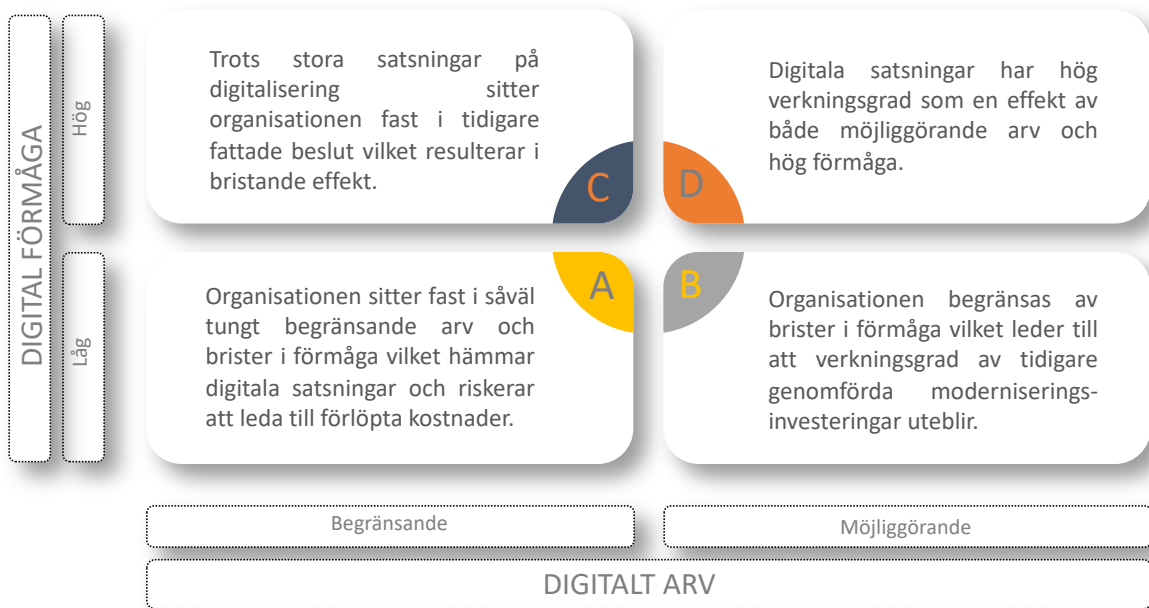 DIGITAL FÖRMÅGA
Hög
Trots stora satsningar på
digitalisering sitter
organisationen fast i tidigare
fattade beslut vilket resulterar i
bristande effekt.
C
Digitala satsningar har hög
verkningsgrad som en effekt av
både möjliggörande arv och
hög förmåga.
D
Låg
Organisationen sitter fast i såväl
tungt begränsande arv och
brister i förmåga vilket hämmar
digitala satsningar och riskerar
att leda till förlöpta kostnader.
A
B
Organisationen begränsas av
brister i förmåga vilket leder till
att verkningsgrad av tidigare
genomförda moderniserings-
investeringar uteblir.
Begränsande
Möjliggörande
DIGITALT ARV